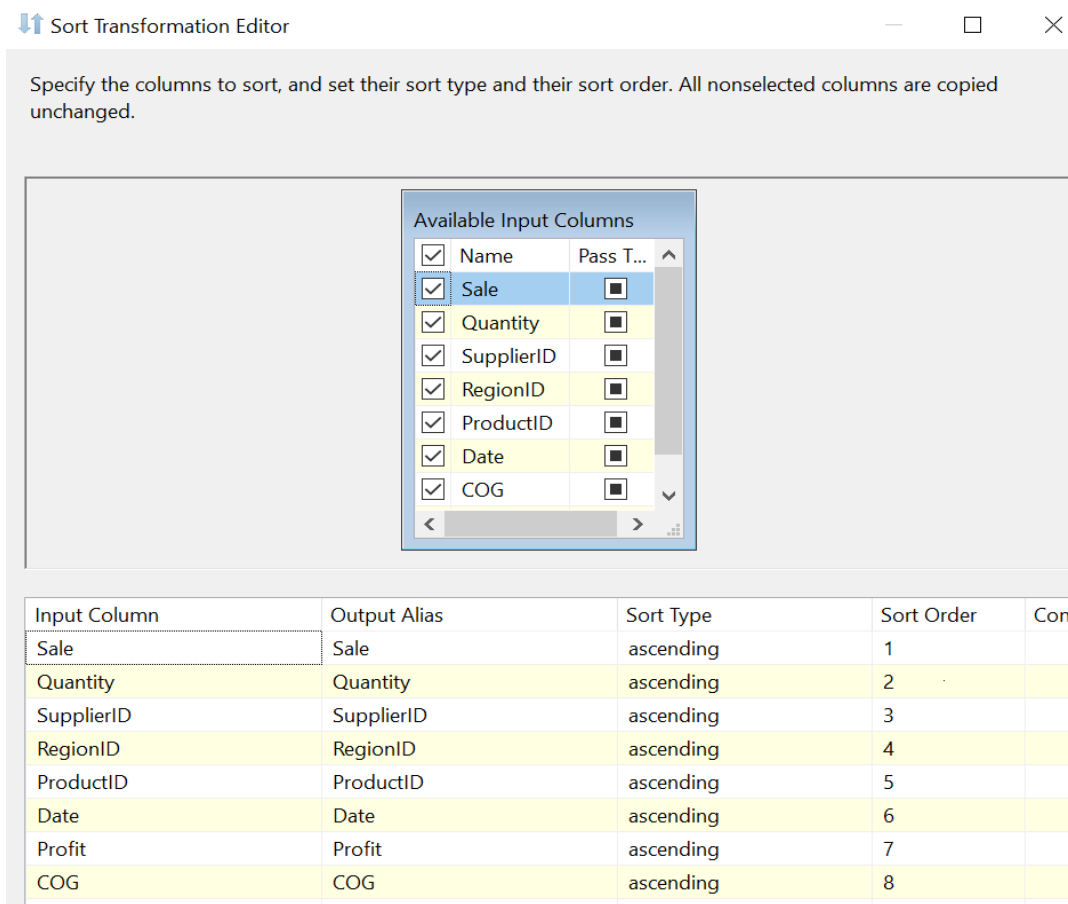 Sort Transformation Editor
Specify the columns to sort, and set their sort type and their sort order. All nonselected columns are copied
unchanged.
Available Input Columns
Name Pass T...
Sale
Quantity
SupplierID
RegionID
ProductID
Date
COG
Input Column Output Alias Sort Type Sort Order Con
Sale Sale ascending 1
Quantity Quantity ascending 2
SupplierID SupplierID ascending 3
RegionID RegionID ascending 4
ProductID ProductID ascending 5
Date Date ascending 6
Profit Profit ascending 7
COG COG ascending 8